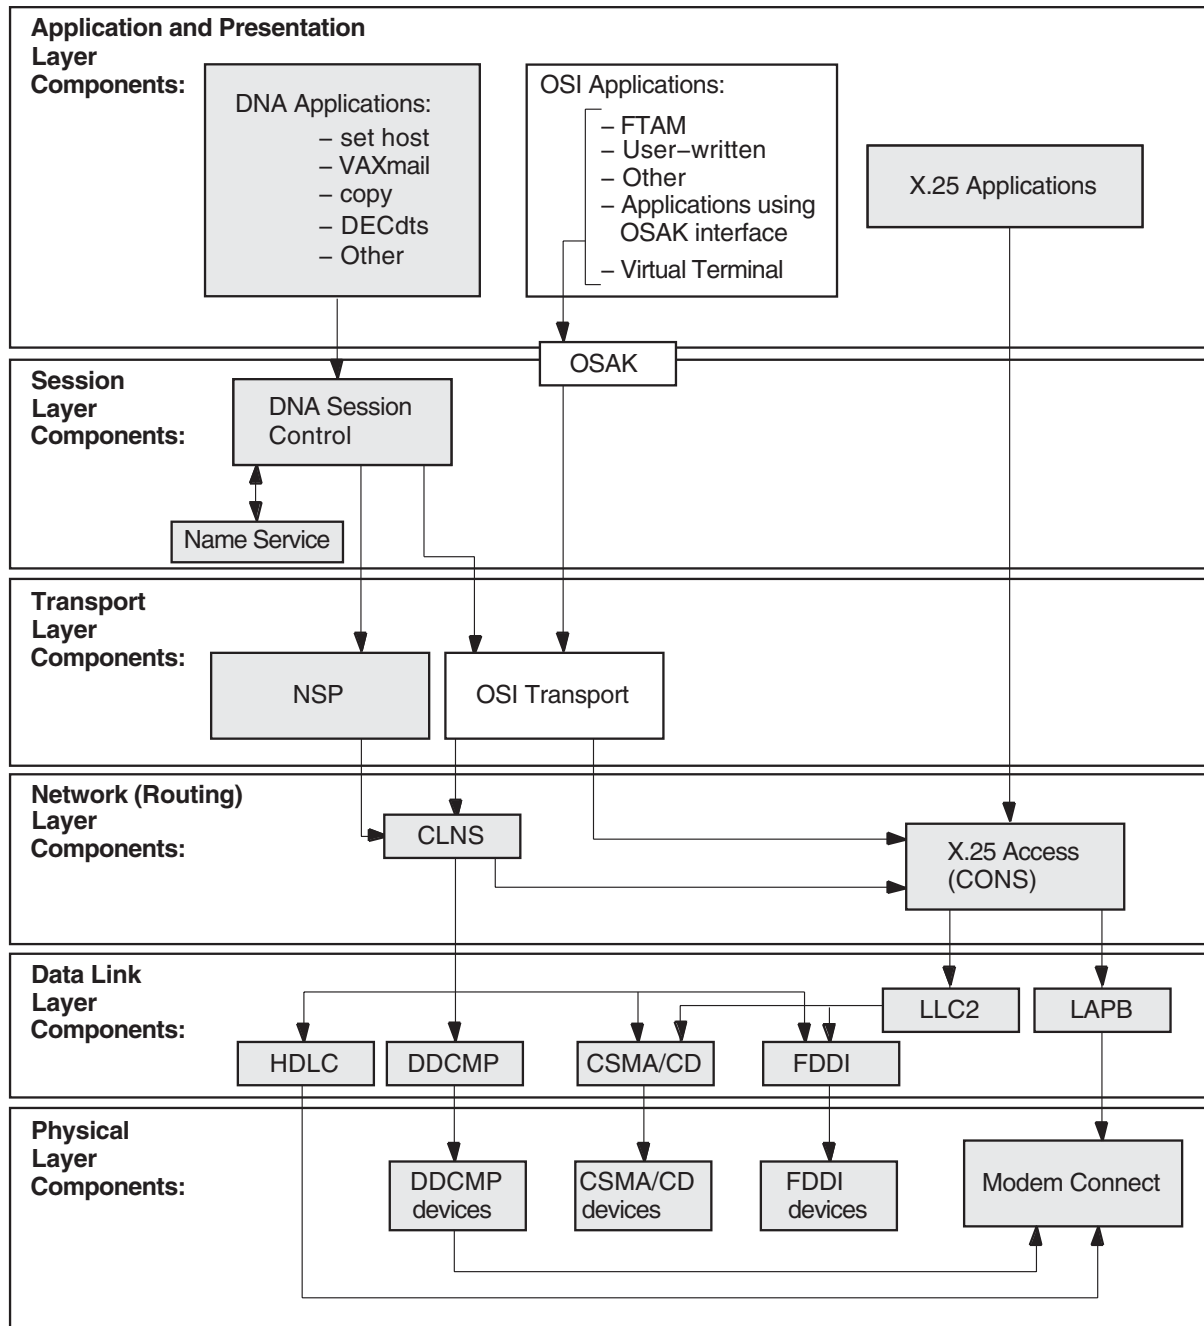 Application and Presentation
Layer
Components:
DNA Applications:
– set host
– VAXmail
– copy
– DECdts
– Other
OSI Applications:
– FTAM
– User–written
– Other
– Applications using
OSAK interface
– Virtual Terminal
X.25 Applications
OSAK
Session
Layer
Components:
DNA Session
Control
Name Service
Transport
Layer
Components:
NSP
OSI Transport
Network (Routing)
Layer
Components:
CLNS
X.25 Access
(CONS)
Data Link
Layer
Components:
LLC2
LAPB
HDLC
DDCMP
CSMA/CD
FDDI
Physical
Layer
Components:
DDCMP
devices
CSMA/CD
devices
FDDI
devices
Modem Connect